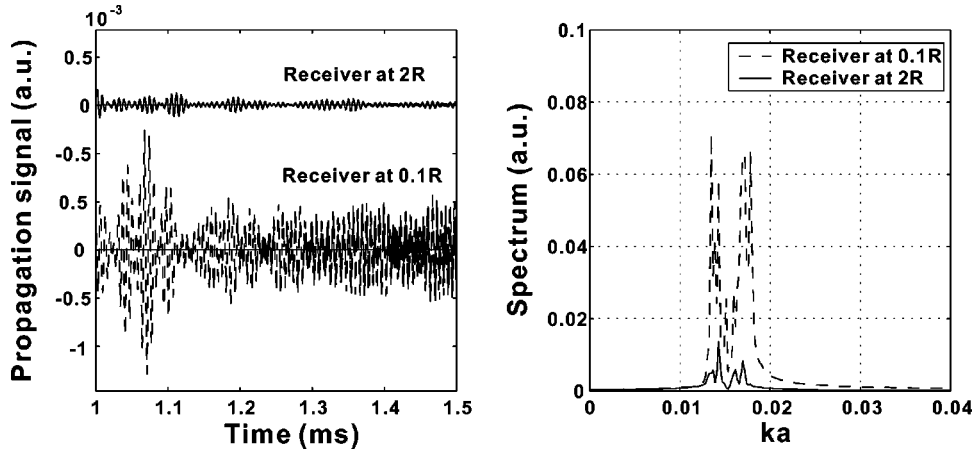 10⁻³
Propagation signal (a.u.)
0.5
0
-0.5
0.5
0
-0.5
-1
Receiver at 2R
Receiver at 0.1R
1 1.1 1.2 1.3 1.4 1.5
Time (ms)
Spectrum (a.u.)
0.1
0.08
0.06
0.04
0.02
0
Receiver at 0.1R
Receiver at 2R
0 0.01 0.02 0.03 0.04
ka